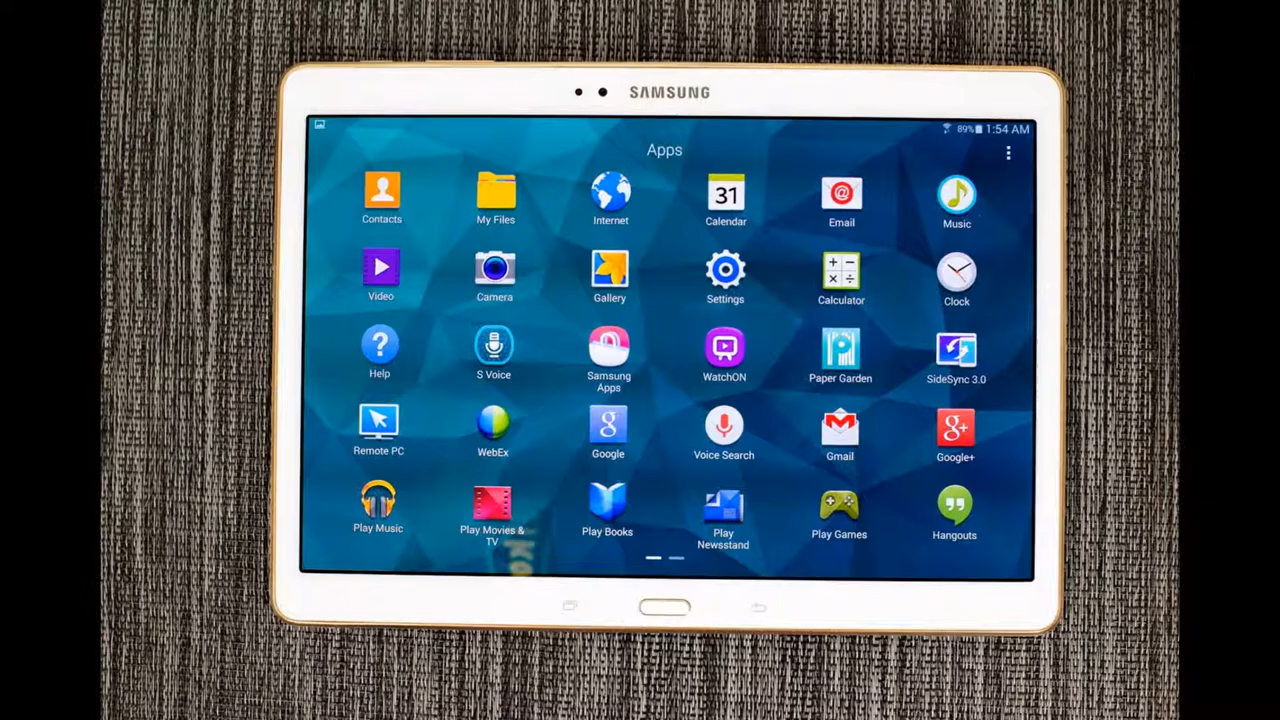 SAMSUNG
89% 1:54 AM
Apps
31
Contacts
My Files
Internet
Calendar
Email
Music
Video
Camera
Gallery
Settings
Calculator
Clock
Help
S Voice
Samsung
Apps
WatchON
Paper Garden
SideSync 3.0
Remote PC
WebEx
Google
Voice Search
Gmail
Google+
Play Music
Play Movies &
TV
Play Books
Play
Newsstand
Play Games
Hangouts